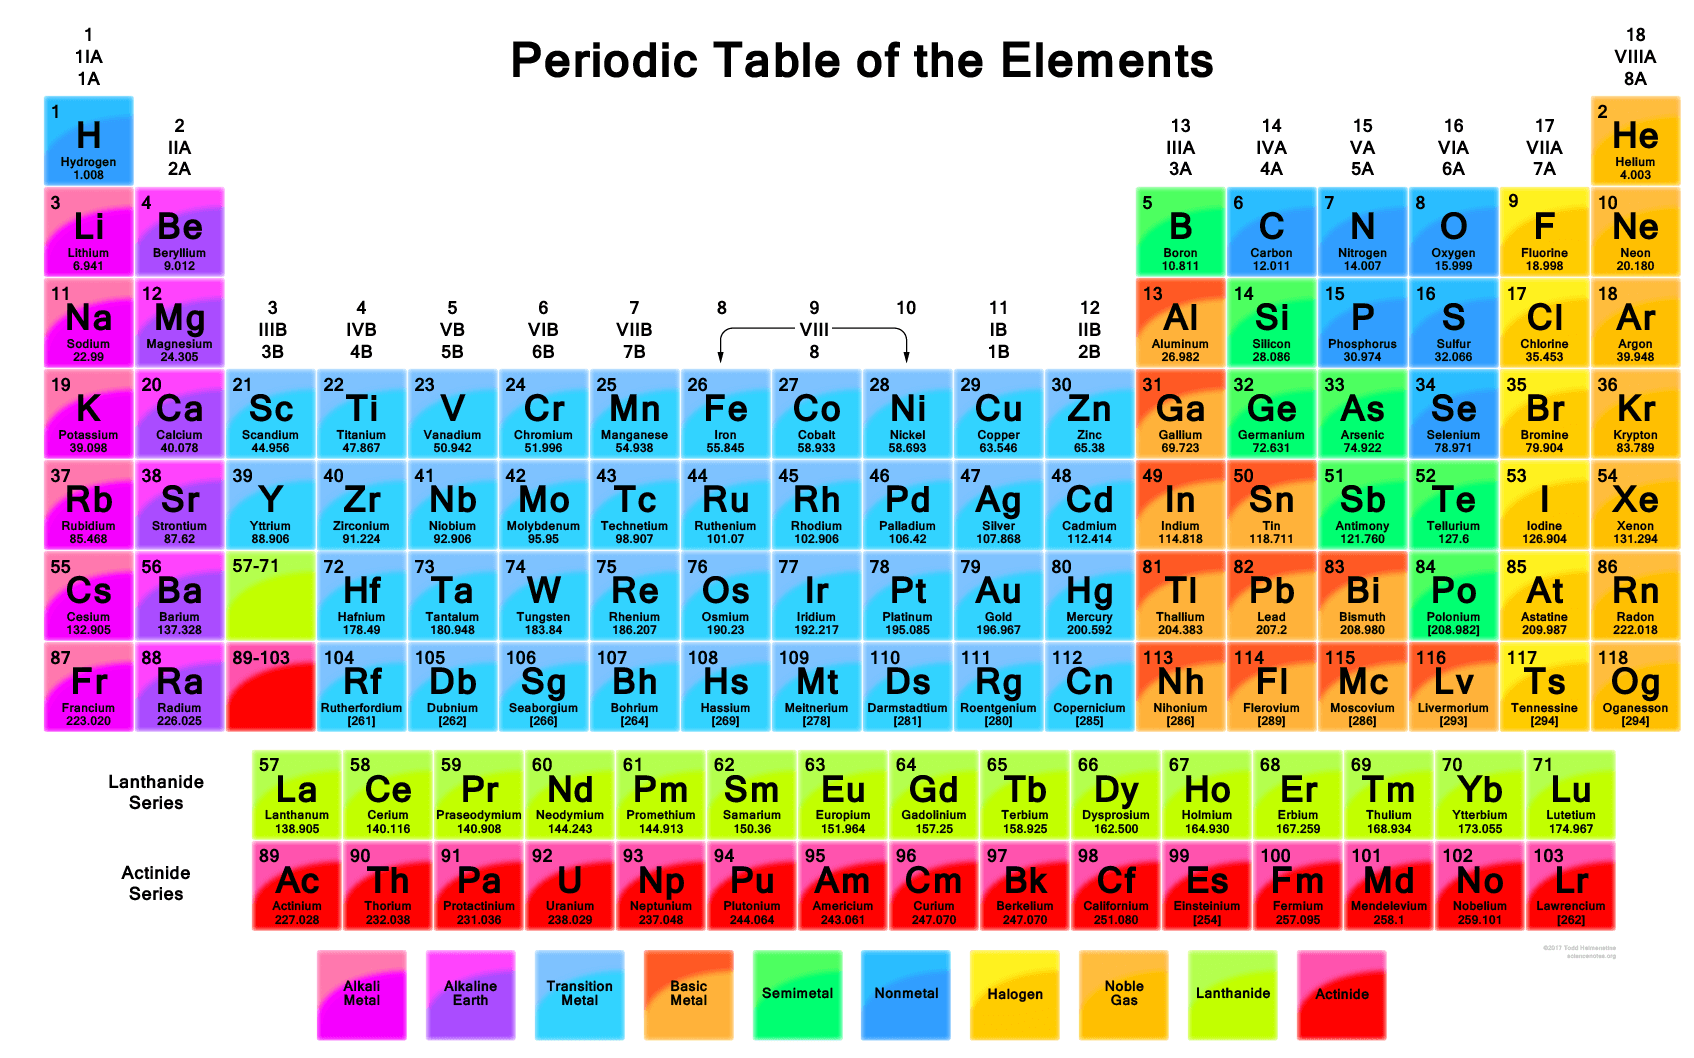 Periodic Table of the Elements
1
1IA
1A
18
VIIIA
8A
1
H
Hydrogen
1.008
2
IIA
2A
13
IIIA
3A
14
IVA
4A
15
VA
5A
16
VIA
6A
17
VIIA
7A
2
He
Helium
4.003
3
Li
Lithium
6.941
4
Be
Beryllium
9.012
5
B
Boron
10.811
6
C
Carbon
12.011
7
N
Nitrogen
14.007
8
O
Oxygen
15.999
9
F
Fluorine
18.998
10
Ne
Neon
20.180
11
Na
Sodium
22.99
12
Mg
Magnesium
24.305
3
IIIB
3B
4
IVB
4B
5
VB
5B
6
VIB
6B
7
VIIB
7B
8
9
10
VIII
8
11
IB
1B
12
IIB
2B
13
Al
Aluminum
26.982
14
Si
Silicon
28.086
15
P
Phosphorus
30.974
16
S
Sulfur
32.066
17
Cl
Chlorine
35.453
18
Ar
Argon
39.948
19
K
Potassium
39.098
20
Ca
Calcium
40.078
21
Sc
Scandium
44.956
22
Ti
Titanium
47.867
23
V
Vanadium
50.942
24
Cr
Chromium
51.996
25
Mn
Manganese
54.938
26
Fe
Iron
55.845
27
Co
Cobalt
58.933
28
Ni
Nickel
58.693
29
Cu
Copper
63.546
30
Zn
Zinc
65.38
31
Ga
Gallium
69.723
32
Ge
Germanium
72.631
33
As
Arsenic
74.922
34
Se
Selenium
78.971
35
Br
Bromine
79.904
36
Kr
Krypton
83.789
37
Rb
Rubidium
85.468
38
Sr
Strontium
87.62
39
Y
Yttrium
88.906
40
Zr
Zirconium
91.224
41
Nb
Niobium
92.906
42
Mo
Molybdenum
95.95
43
Tc
Technetium
98.907
44
Ru
Ruthenium
101.07
45
Rh
Rhodium
102.906
46
Pd
Palladium
106.42
47
Ag
Silver
107.868
48
Cd
Cadmium
112.414
49
In
Indium
114.818
50
Sn
Tin
118.711
51
Sb
Antimony
121.760
52
Te
Tellurium
127.6
53
I
Iodine
126.904
54
Xe
Xenon
131.294
55
Cs
Cesium
132.905
56
Ba
Barium
137.328
57-71
72
Hf
Hafnium
178.49
73
Ta
Tantalum
180.948
74
W
Tungsten
183.84
75
Re
Rhenium
186.207
76
Os
Osmium
190.23
77
Ir
Iridium
192.217
78
Pt
Platinum
195.085
79
Au
Gold
196.967
80
Hg
Mercury
200.592
81
Tl
Thallium
204.383
82
Pb
Lead
207.2
83
Bi
Bismuth
208.980
84
Po
Polonium
[208.982]
85
At
Astatine
209.987
86
Rn
Radon
222.018
87
Fr
Francium
223.020
88
Ra
Radium
226.025
89-103
104
Rf
Rutherfordium
[261]
105
Db
Dubnium
[262]
106
Sg
Seaborgium
[266]
107
Bh
Bohrium
[264]
108
Hs
Hassium
[269]
109
Mt
Meitnerium
[278]
110
Ds
Darmstadtium
[281]
111
Rg
Roentgenium
[280]
112
Cn
Copernicium
[285]
113
Nh
Nihonium
[286]
114
Fl
Flerovium
[289]
115
Mc
Moscovium
[286]
116
Lv
Livermorium
[293]
117
Ts
Tennessine
[294]
118
Og
Oganesson
[294]
Lanthanide
Series
57
La
Lanthanum
138.905
58
Ce
Cerium
140.116
59
Pr
Praseodymium
140.908
60
Nd
Neodymium
144.243
61
Pm
Promethium
144.913
62
Sm
Samarium
150.36
63
Eu
Europium
151.964
64
Gd
Gadolinium
157.25
65
Tb
Terbium
158.925
66
Dy
Dysprosium
162.500
67
Ho
Holmium
164.930
68
Er
Erbium
167.259
69
Tm
Thulium
168.934
70
Yb
Ytterbium
173.055
71
Lu
Lutetium
174.967
Actinide
Series
89
Ac
Actinium
227.028
90
Th
Thorium
232.038
91
Pa
Protactinium
231.036
92
U
Uranium
238.029
93
Np
Neptunium
237.048
94
Pu
Plutonium
244.064
95
Am
Americium
243.061
96
Cm
Curium
247.070
97
Bk
Berkelium
247.070
98
Cf
Californium
251.080
99
Es
Einsteinium
[254]
100
Fm
Fermium
257.095
101
Md
Mendelevium
258.1
102
No
Nobelium
259.101
103
Lr
Lawrencium
[262]
©2017 Todd Helmenstine
sciencenotes.org
Alkali
Metal
Alkaline
Earth
Transition
Metal
Basic
Metal
Semimetal
Nonmetal
Halogen
Noble
Gas
Lanthanide
Actinide